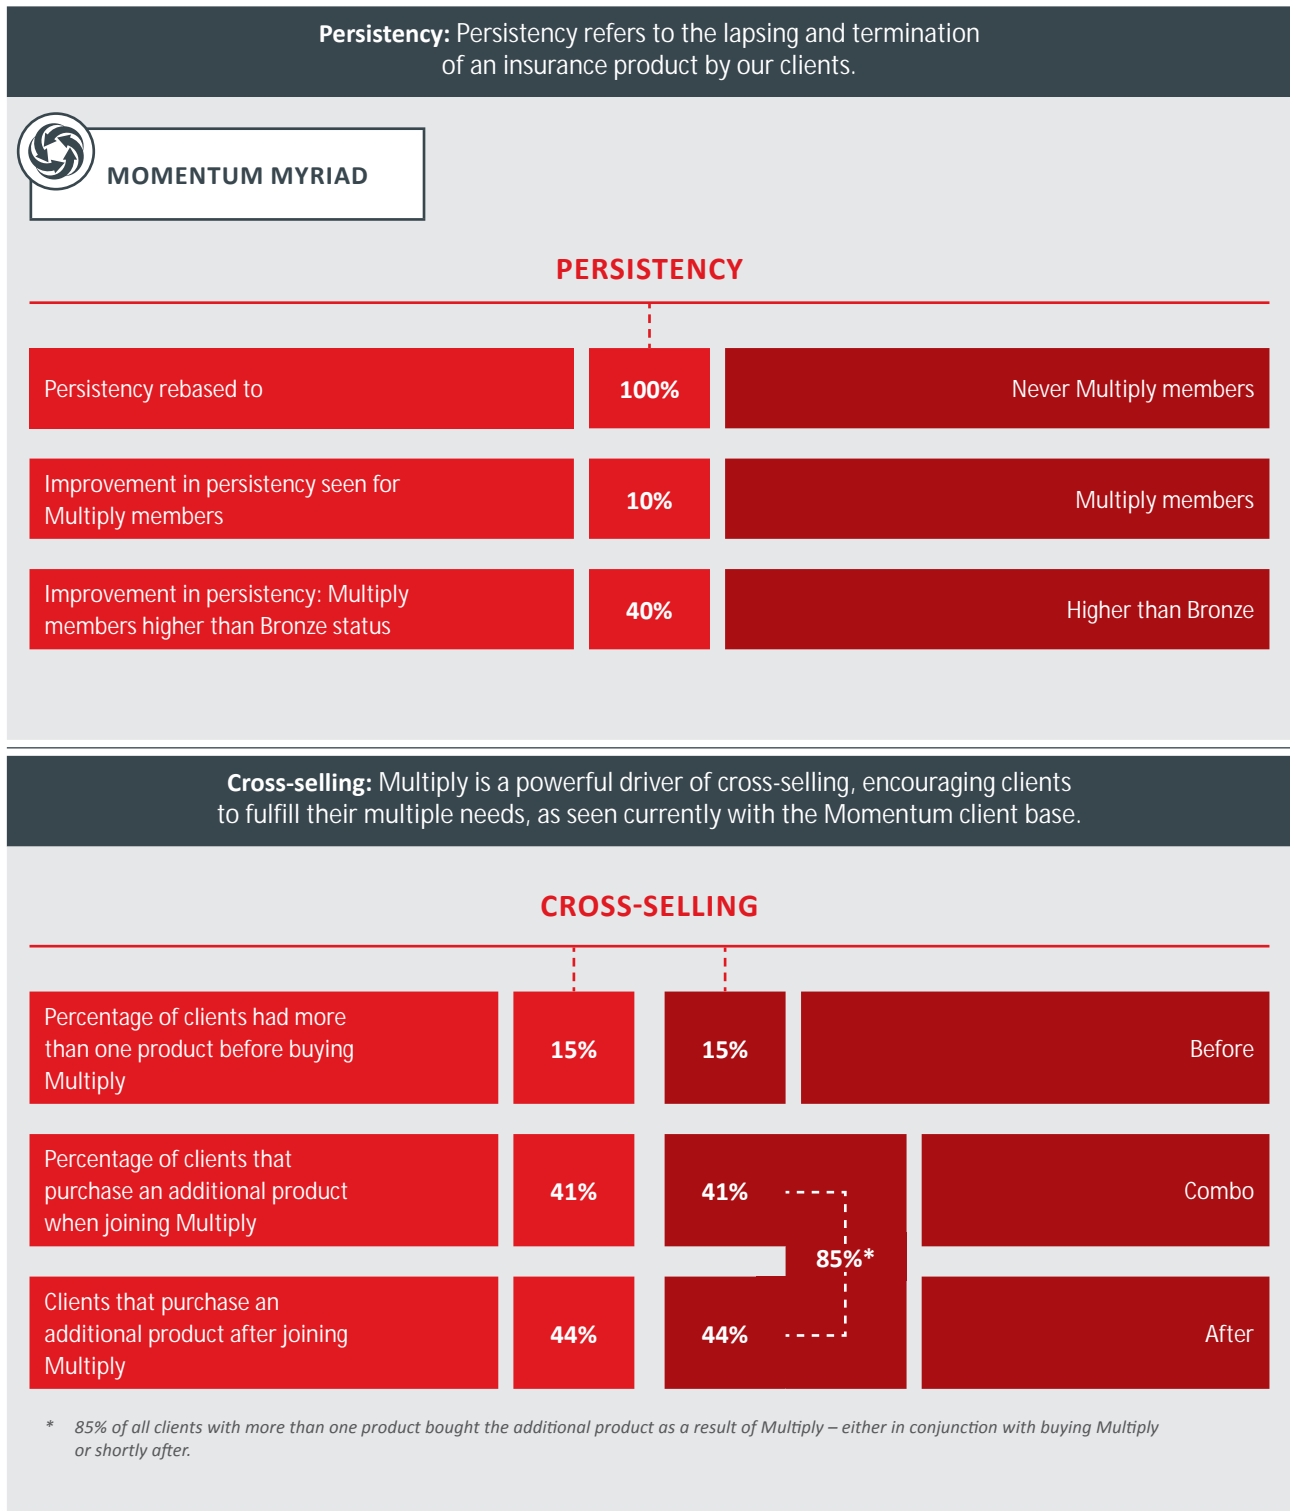 Persistency: Persistency refers to the lapsing and termination
of an insurance product by our clients.
MOMENTUM MYRIAD
PERSISTENCY
Persistency rebased to
100%
Never Multiply members
Improvement in persistency seen for
Multiply members
10%
Multiply members
Improvement in persistency: Multiply
members higher than Bronze status
40%
Higher than Bronze
Cross-selling: Multiply is a powerful driver of cross-selling, encouraging clients
to fulfill their multiple needs, as seen currently with the Momentum client base.
CROSS-SELLING
Percentage of clients had more
than one product before buying
Multiply
15%
15%
Before
Percentage of clients that
purchase an additional product
when joining Multiply
41%
41%
Combo
85%*
Clients that purchase an
additional product after joining
Multiply
44%
44%
After
* 85% of all clients with more than one product bought the additional product as a result of Multiply – either in conjunction with buying Multiply
or shortly after.